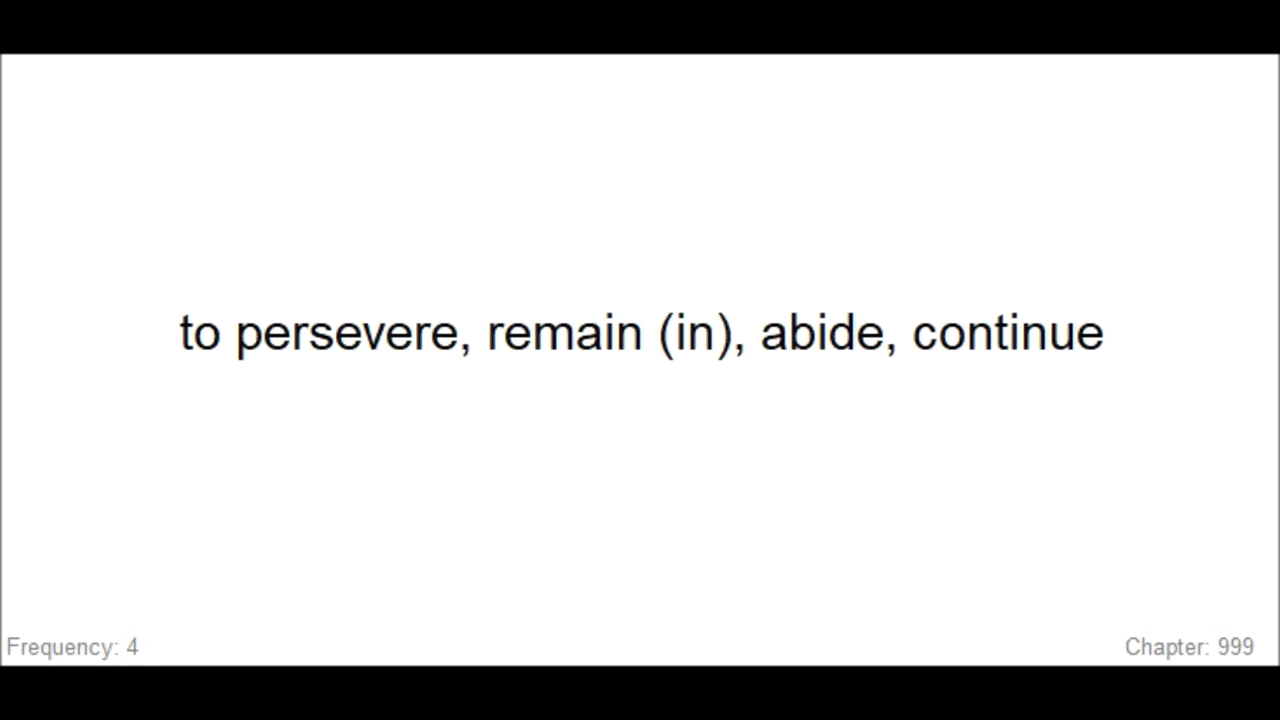 to persevere, remain (in), abide, continue
Frequency: 4
Chapter: 999